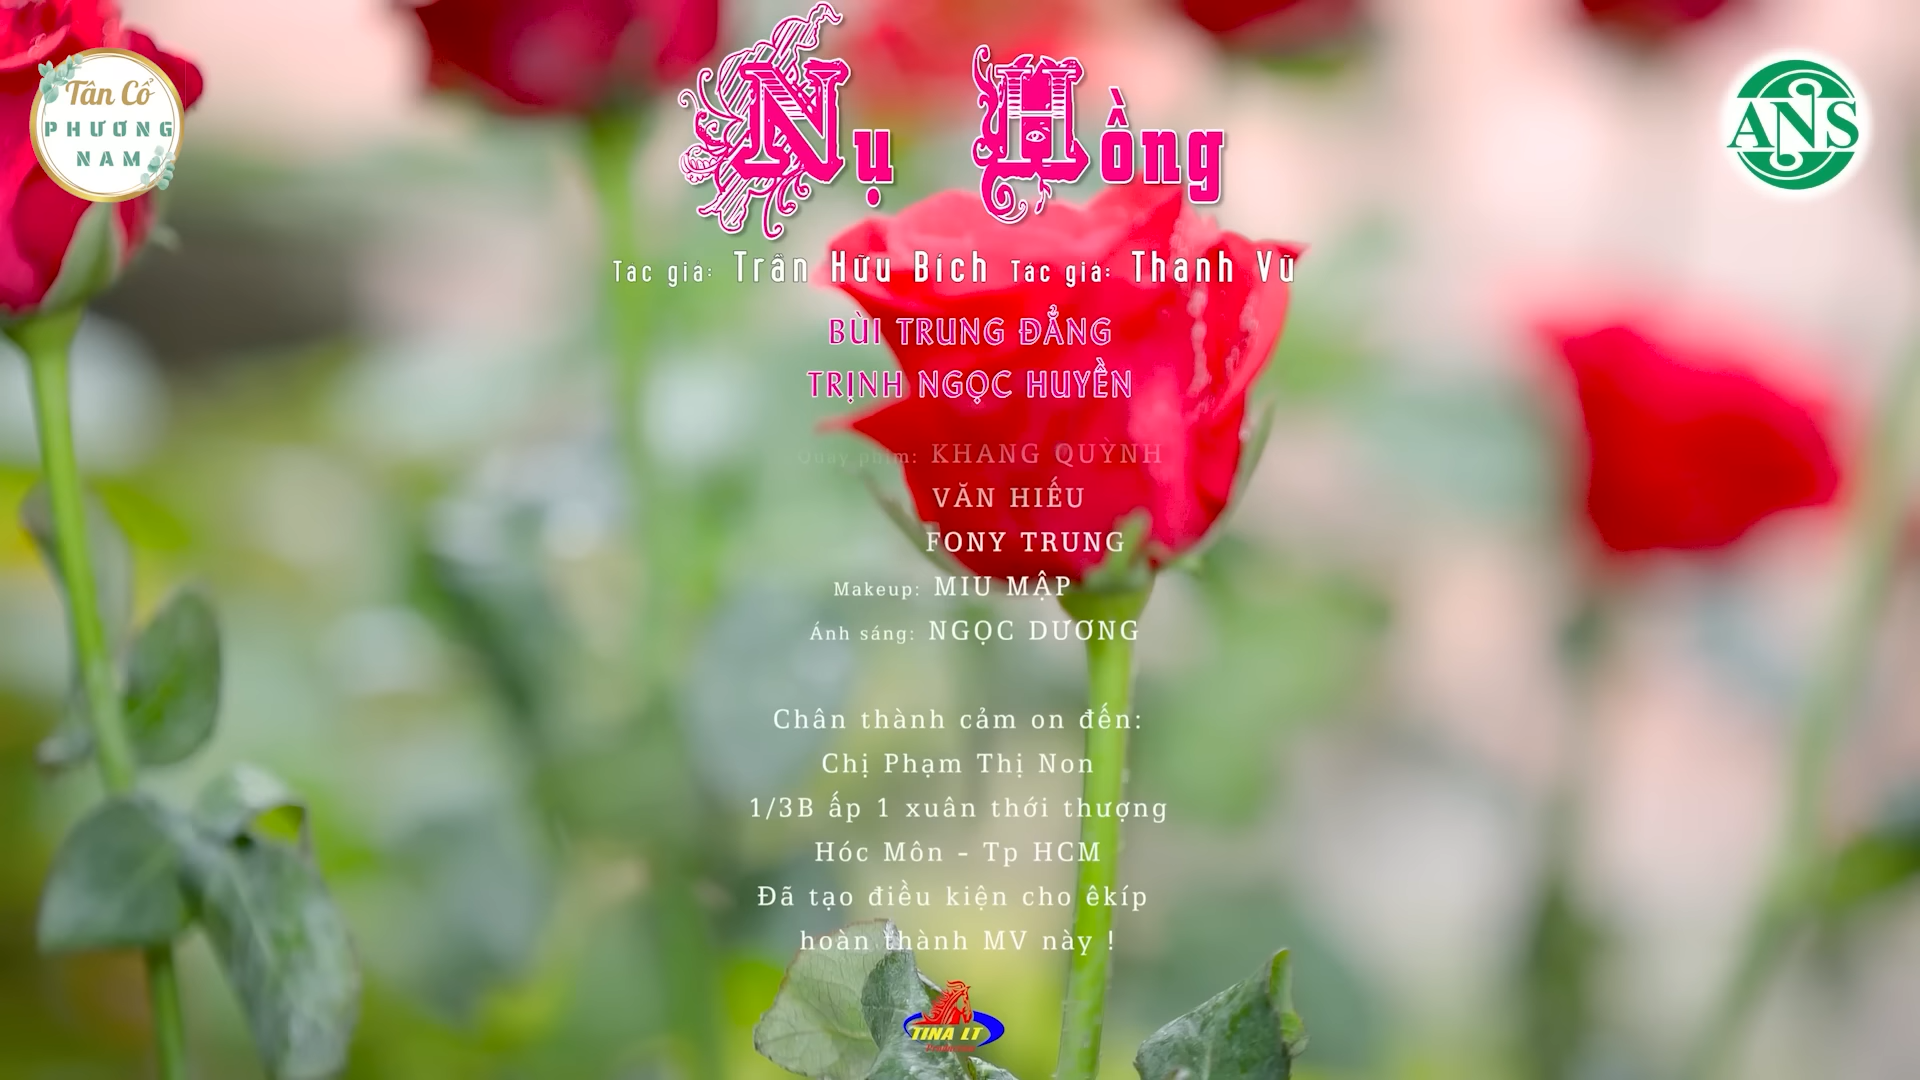 Tân Cổ
PHƯƠNG
NAM
ANS
Nụ Hồng
Tác giả: Trần Hữu Bích Tác giả: Thanh Vũ
BÙI TRUNG ĐẲNG
TRỊNH NGỌC HUYỀN
Quay phim: KHANG QUỲNH
VĂN HIẾU
FONY TRUNG
Makeup: MIU MẬP
Ánh sáng: NGỌC DƯƠNG
Chân thành cảm on đến:
Chị Phạm Thị Non
1/3B ấp 1 xuân thới thượng
Hóc Môn - Tp HCM
Đã tạo điều kiện cho êkíp
hoàn thành MV này !
TINA LT